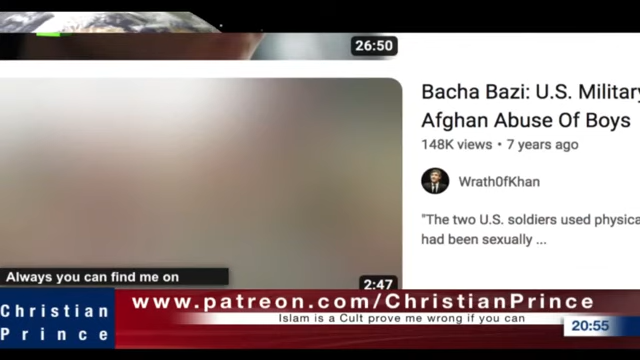 26:50
Bacha Bazi: U.S. Military
Afghan Abuse Of Boys
148K views • 7 years ago
Wrath0fKhan
"The two U.S. soldiers used physica
had been sexually ...
Always you can find me on
2:47
Christian
Prince
www.patreon.com/ChristianPrince
Islam is a Cult prove me wrong if you can
20:55